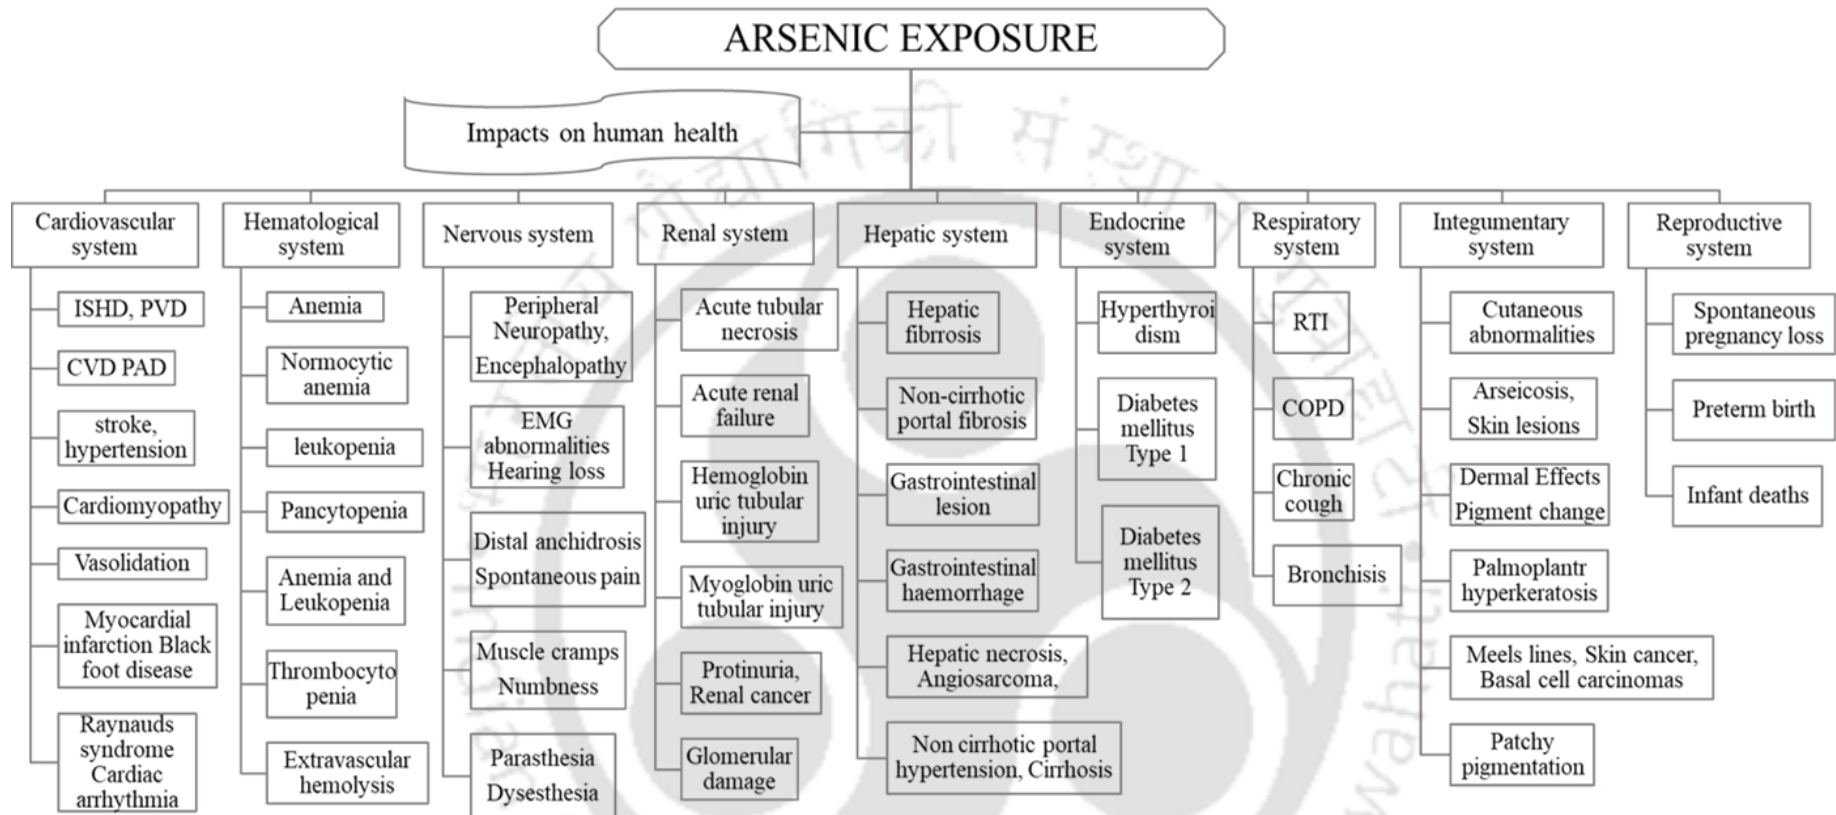 ARSENIC EXPOSURE
Impacts on human health
Cardiovascular
system
ISHD, PVD
CVD PAD
stroke,
hypertension
Cardiomyopathy
Vasolidation
Myocardial
infarction Black
foot disease
Raynauds
syndrome
Cardiac
arrhythmia
Hematological
system
Anemia
Normocytic
anemia
leukopenia
Pancytopenia
Anemia and
Leukopenia
Thrombocyto
penia
Extravascular
hemolysis
Nervous system
Peripheral
Neuropathy,
Encephalopathy
EMG
abnormalities
Hearing loss
Distal anchidrosis
Spontaneous pain
Muscle cramps
Numbness
Parasthesia
Dysesthesia
Renal system
Acute tubular
necrosis
Acute renal
failure
Hemoglobin
uric tubular
injury
Myoglobin uric
tubular injury
Protinuria,
Renal cancer
Glomerular
damage
Hepatic system
Hepatic
fibrrosis
Non-cirrhotic
portal fibrosis
Gastrointestinal
lesion
Gastrointestinal
haemorrhage
Hepatic necrosis,
Angiosarcoma,
Non cirrhotic portal
hypertension, Cirrhosis
Endocrine
system
Hyperthyroi
dism
Diabetes
mellitus
Type 1
Diabetes
mellitus
Type 2
Respiratory
system
RTI
COPD
Chronic
cough
Bronchisis
Integumentary
system
Cutaneous
abnormalities
Arseicosis,
Skin lesions
Dermal Effects
Pigment change
Palmoplantr
hyperkeratosis
Meels lines, Skin cancer,
Basal cell carcinomas
Patchy
pigmentation
Reproductive
system
Spontaneous
pregnancy loss
Preterm birth
Infant deaths